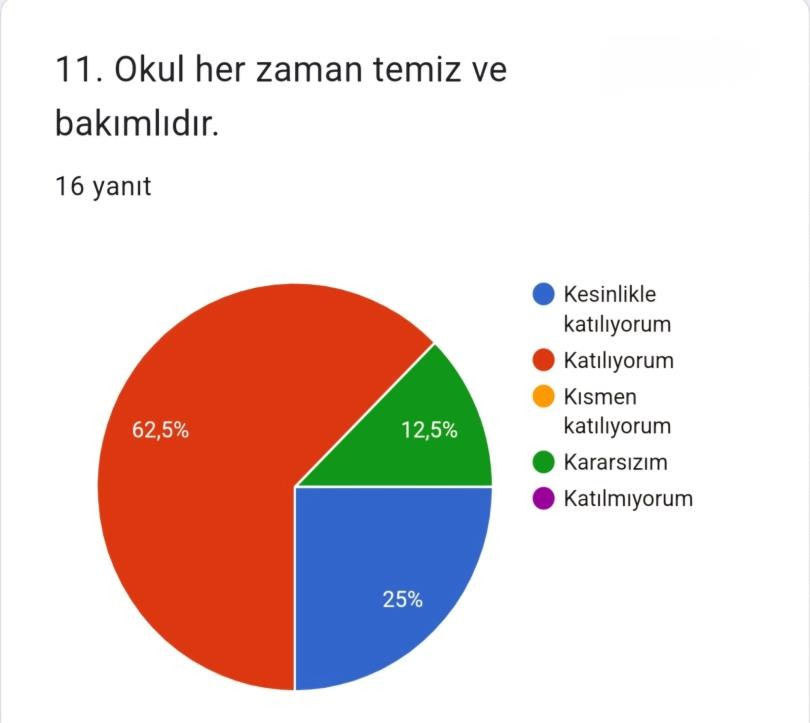 11. Okul her zaman temiz ve
bakımlıdır.
16 yanıt
Kesinlikle
katılıyorum
Katılıyorum
Kısmen
katılıyorum
Kararsızım
Katılmıyorum
62,5%
12,5%
25%